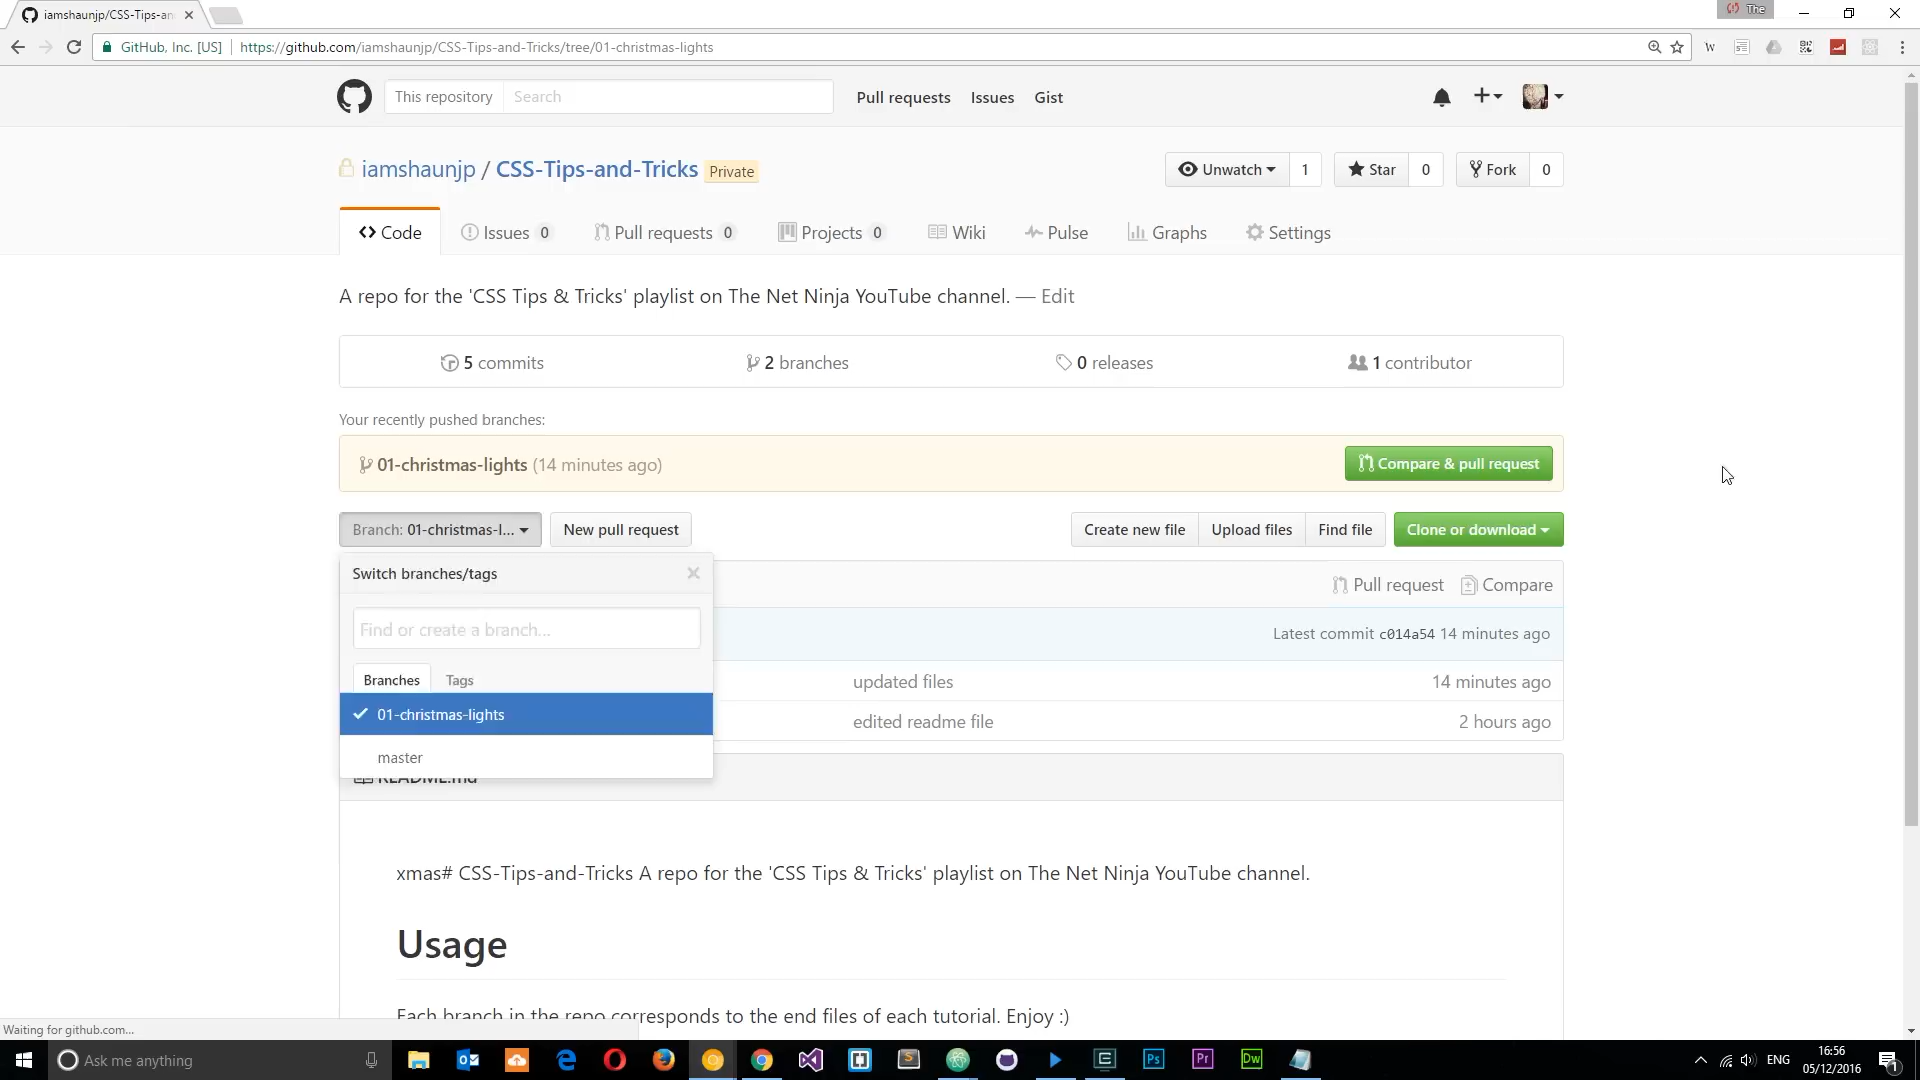 iamshaunjp/CSS-Tips-an
The
GitHub, Inc. [US] https://github.com/iamshaunjp/CSS-Tips-and-Tricks/tree/01-christmas-lights
W
This repository Search Pull requests Issues Gist
iamshaunjp / CSS-Tips-and-Tricks Private Unwatch 1 Star 0 Fork 0
Code Issues 0 Pull requests 0 Projects 0 Wiki Pulse Graphs Settings
A repo for the 'CSS Tips & Tricks' playlist on The Net Ninja YouTube channel. — Edit
5 commits 2 branches 0 releases 1 contributor
Your recently pushed branches:
01-christmas-lights (14 minutes ago) Compare & pull request
Branch: 01-christmas-l... New pull request Create new file Upload files Find file Clone or download
Switch branches/tags Pull request Compare
Find or create a branch... Latest commit c014a54 14 minutes ago
Branches Tags updated files 14 minutes ago
01-christmas-lights edited readme file 2 hours ago
master
README.md
xmas# CSS-Tips-and-Tricks A repo for the 'CSS Tips & Tricks' playlist on The Net Ninja YouTube channel.
Usage
Each branch in the repo corresponds to the end files of each tutorial. Enjoy :)
Waiting for github.com...
Ask me anything Ps Pr Dw ENG 16:56
05/12/2016 1